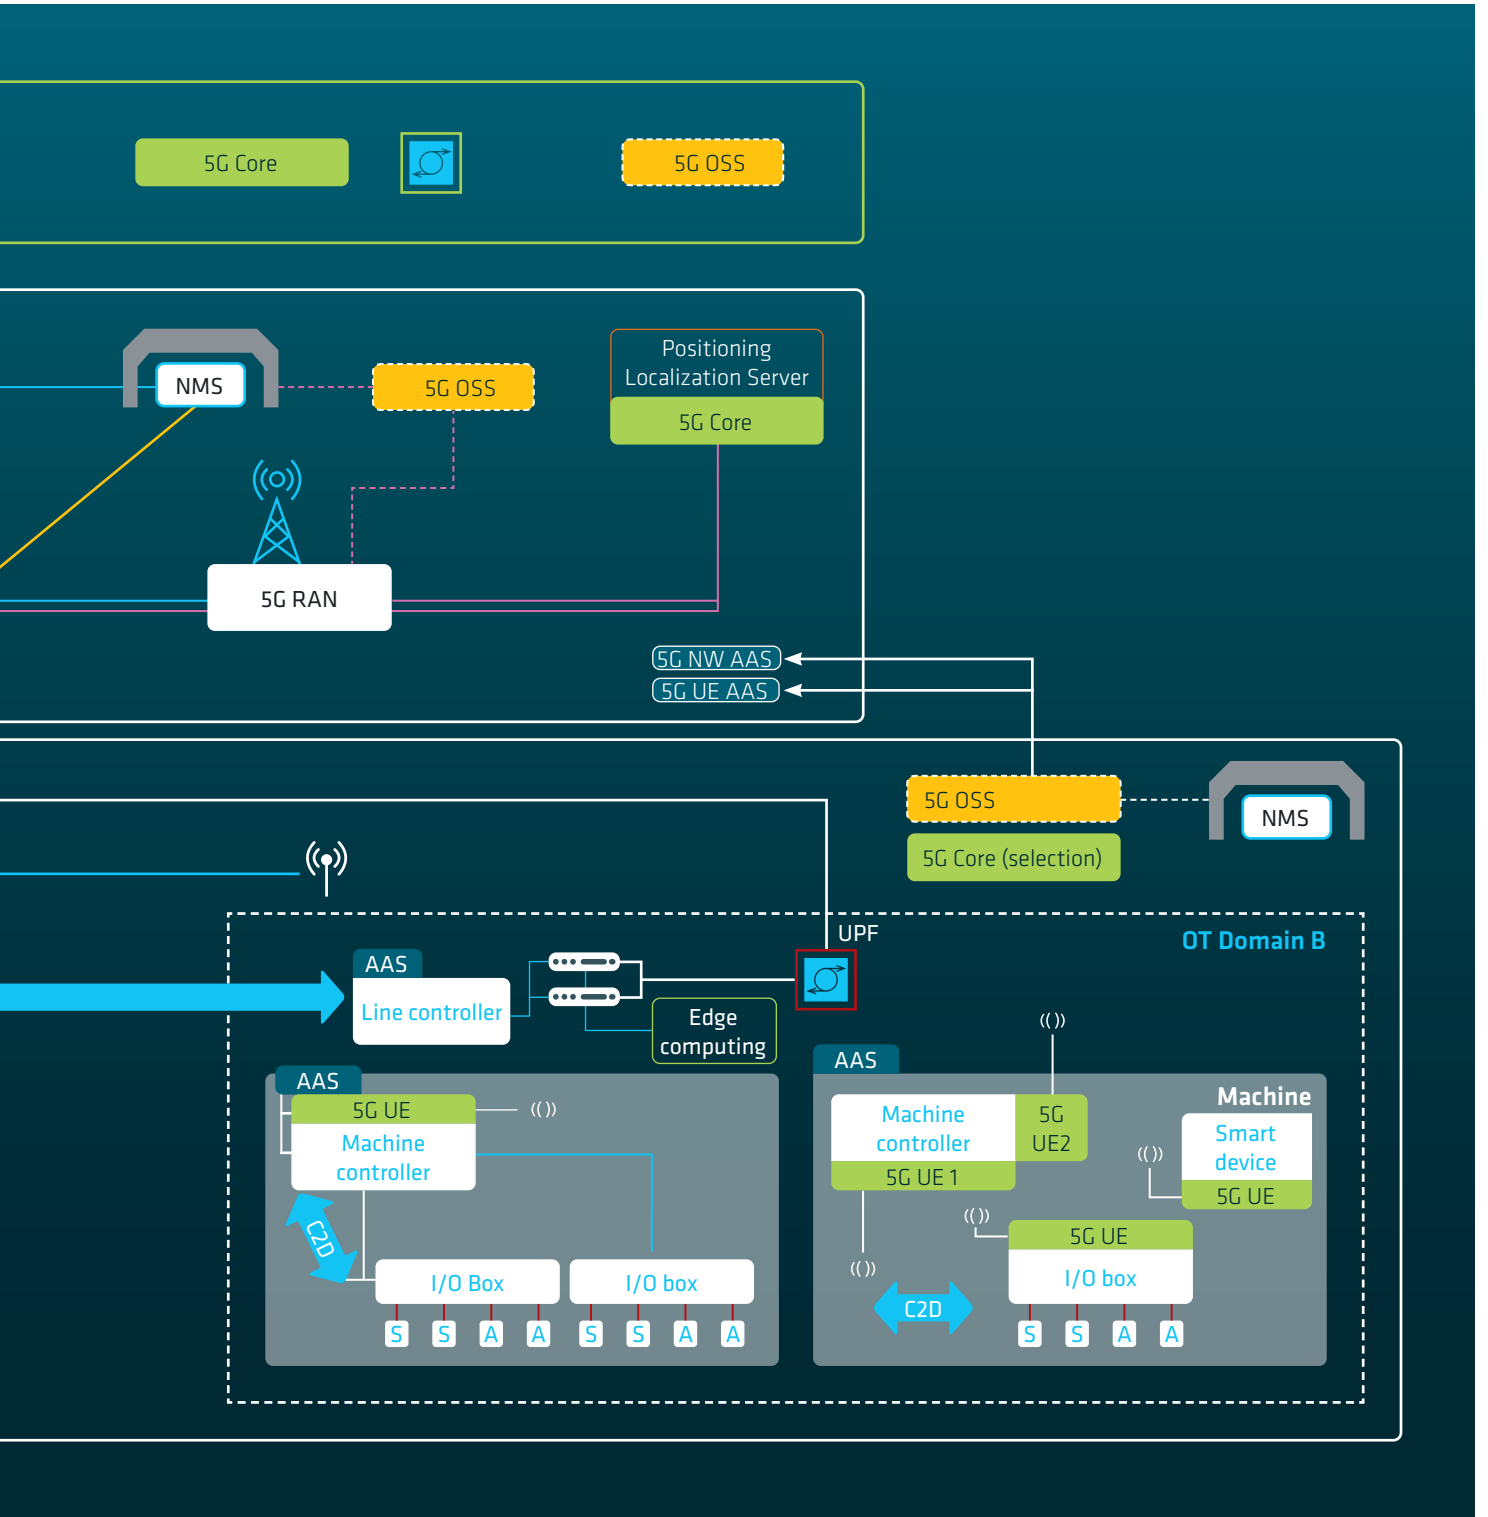 5G Core
5G OSS
Positioning
Localization Server
NMS
5G OSS
5G Core
5G RAN
5G NW AAS
5G UE AAS
5G OSS
NMS
5G Core (selection)
UPF
OT Domain B
AAS
Line controller
Edge
computing
AAS
AAS
5G UE
Machine
controller
C2D
I/O Box
I/O box
S
S
A
A
S
S
A
A
Machine
Machine
controller
5G
UE2
5G UE 1
Smart
device
5G UE
5G UE
I/O box
C2D
S
S
A
A